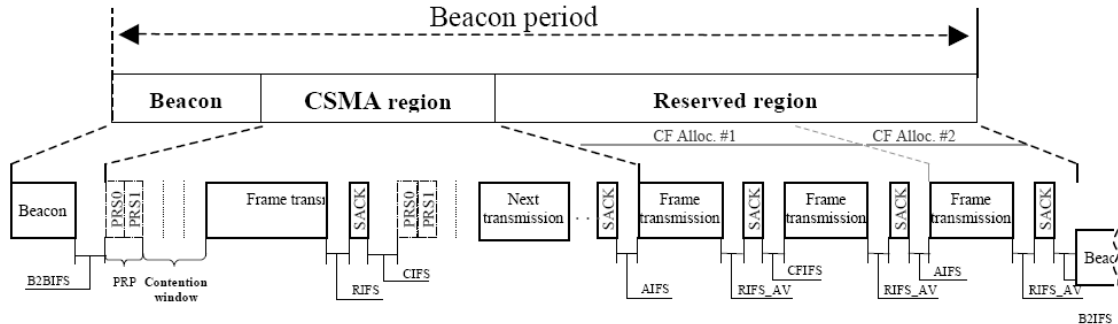 Beacon period
Beacon CSMA region Reserved region
CF Alloc. #1 CF Alloc. #2
Beacon PRS0 PRS1 Frame transr SACK PRS0 PRS1 Next transmission ... SACK Frame transmission SACK Frame transmission SACK Frame transmission SACK
Beac
B2BIFS PRP Contention window RIFS CIFS AIFS RIFS_AV CFIFS RIFS_AV AIFS RIFS_AV
B2IFS